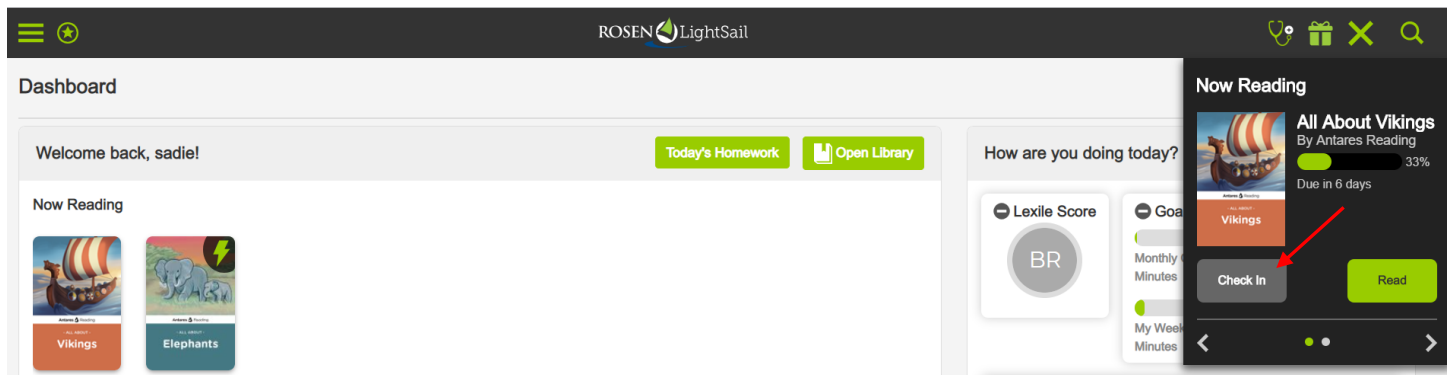 ROSEN LightSail
Dashboard
Welcome back, sadie!
Today's Homework
Open Library
Now Reading
Antares Reading
- ALL ABOUT -
Vikings
Antares Reading
- ALL ABOUT -
Elephants
How are you doing today?
Lexile Score
BR
Goa
Monthly
Minutes
My Week
Minutes
Now Reading
Antares Reading
- ALL ABOUT -
Vikings
All About Vikings
By Antares Reading
33%
Due in 6 days
Check In
Read